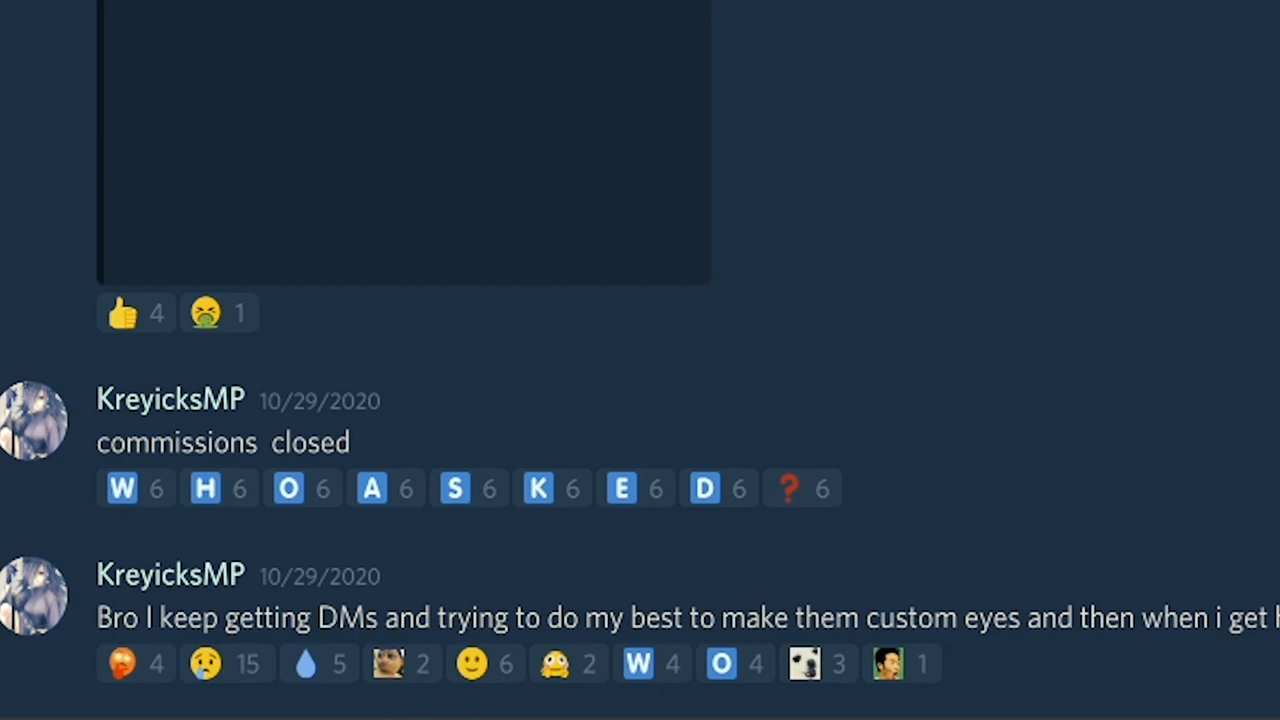 4 1
KreyicksMP 10/29/2020
commissions closed
W 6 H 6 O 6 A 6 S 6 K 6 E 6 D 6 ❓ 6
KreyicksMP 10/29/2020
Bro I keep getting DMs and trying to do my best to make them custom eyes and then when i get
4 15 5 2 6 2 W 4 O 4 3 1